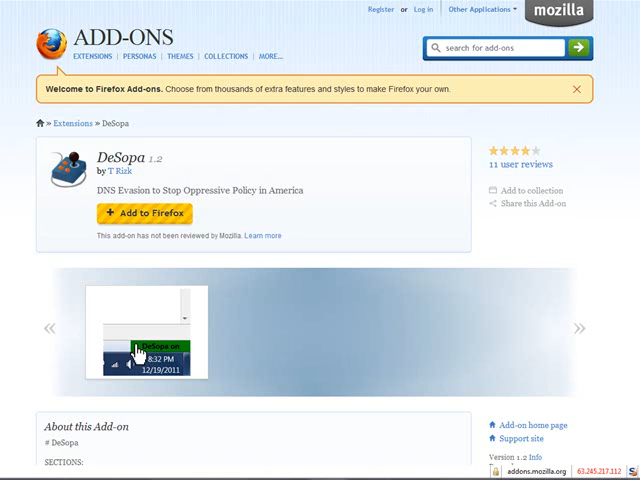 Register or Log in Other Applications mozilla
ADD-ONS
EXTENSIONS | PERSONAS | THEMES | COLLECTIONS | MORE...
search for add-ons
Welcome to Firefox Add-ons. Choose from thousands of extra features and styles to make Firefox your own.
» Extensions » DeSopa
DeSopa 1.2
by T Rizk
DNS Evasion to Stop Oppressive Policy in America
+ Add to Firefox
This add-on has not been reviewed by Mozilla. Learn more
11 user reviews
Add to collection
Share this Add-on
«
»
DeSopa on
8:32 PM
12/19/2011
About this Add-on
# DeSopa
SECTIONS:
Add-on home page
Support site
Version 1.2 Info
addons.mozilla.org 63.245.217.112